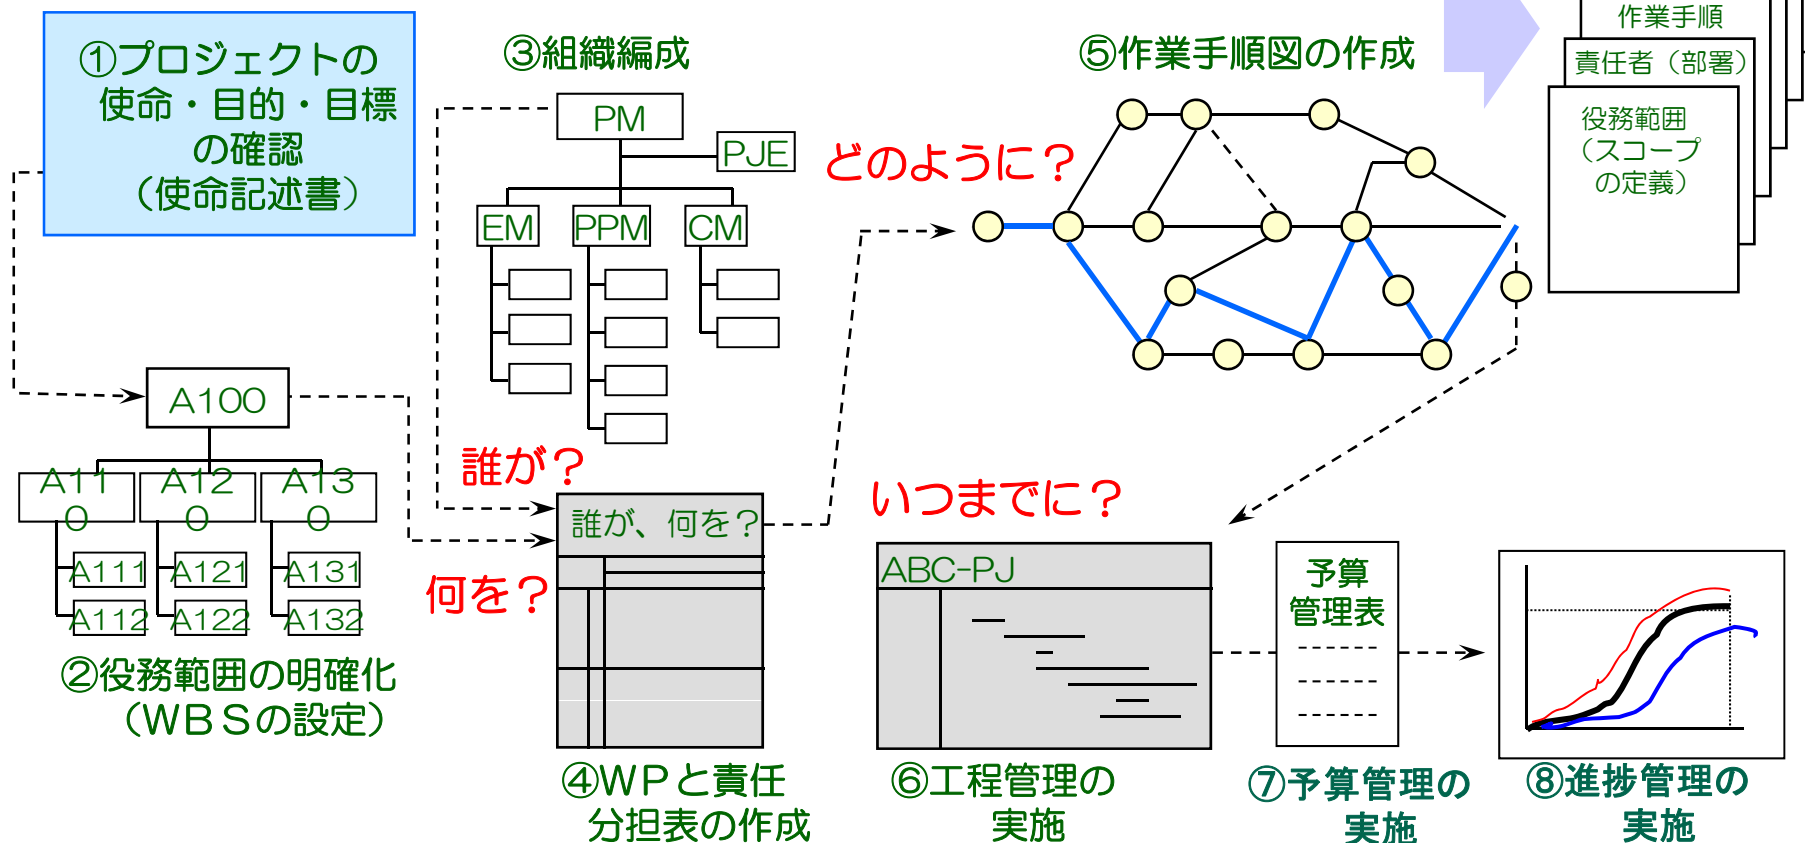 ①プロジェクトの
使命・目的・目標
の確認
（使命記述書）
③組織編成
PM
PJE
EM
PPM
CM
⑤作業手順図の作成
作業手順
責任者（部署）
役務範囲
（スコープ
の定義）
どのように？
A100
A11
0
A12
0
A13
0
A111
A121
A131
A112
A122
A132
②役務範囲の明確化
（ＷＢＳの設定）
誰が？
何を？
誰が、何を？
④ＷＰと責任
分担表の作成
いつまでに？
ABC-PJ
⑥工程管理の
実施
予算
管理表
⑦予算管理の
実施
⑧進捗管理の
実施